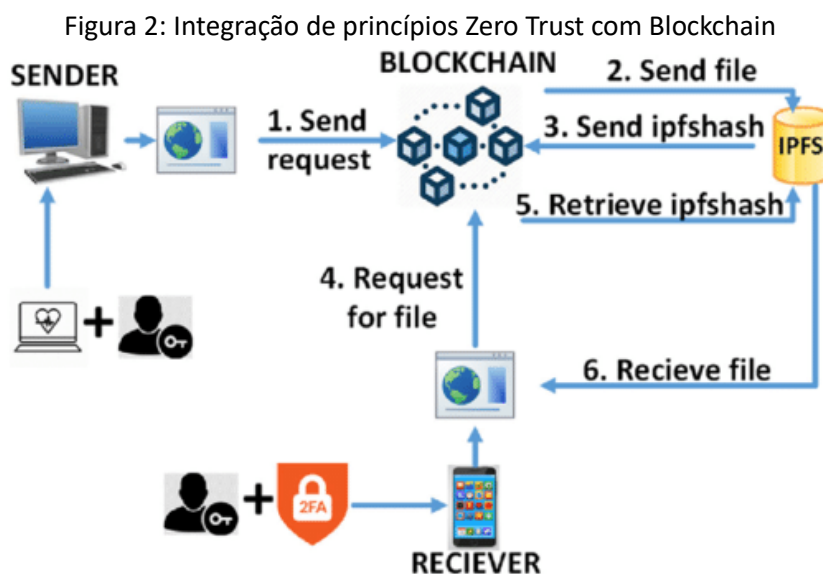 Figura 2: Integração de princípios Zero Trust com Blockchain
SENDER
BLOCKCHAIN
2. Send file
1. Send
request
3. Send ipfshash
IPFS
5. Retrieve ipfshash
4. Request
for file
6. Recieve file
2FA
RECIEVER